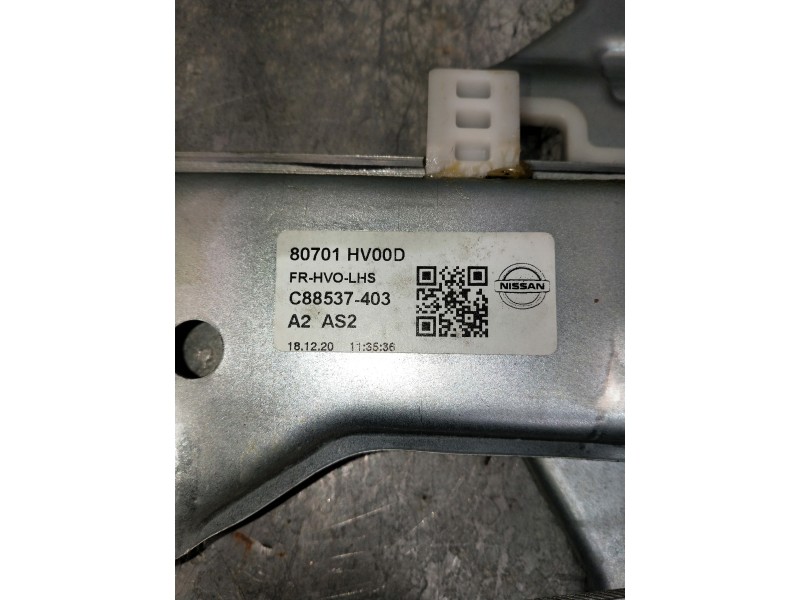 80701 HV00D
FR-HVO-LHS
C88537-403
A2 AS2
18.12.20 11:35:36
NISSAN